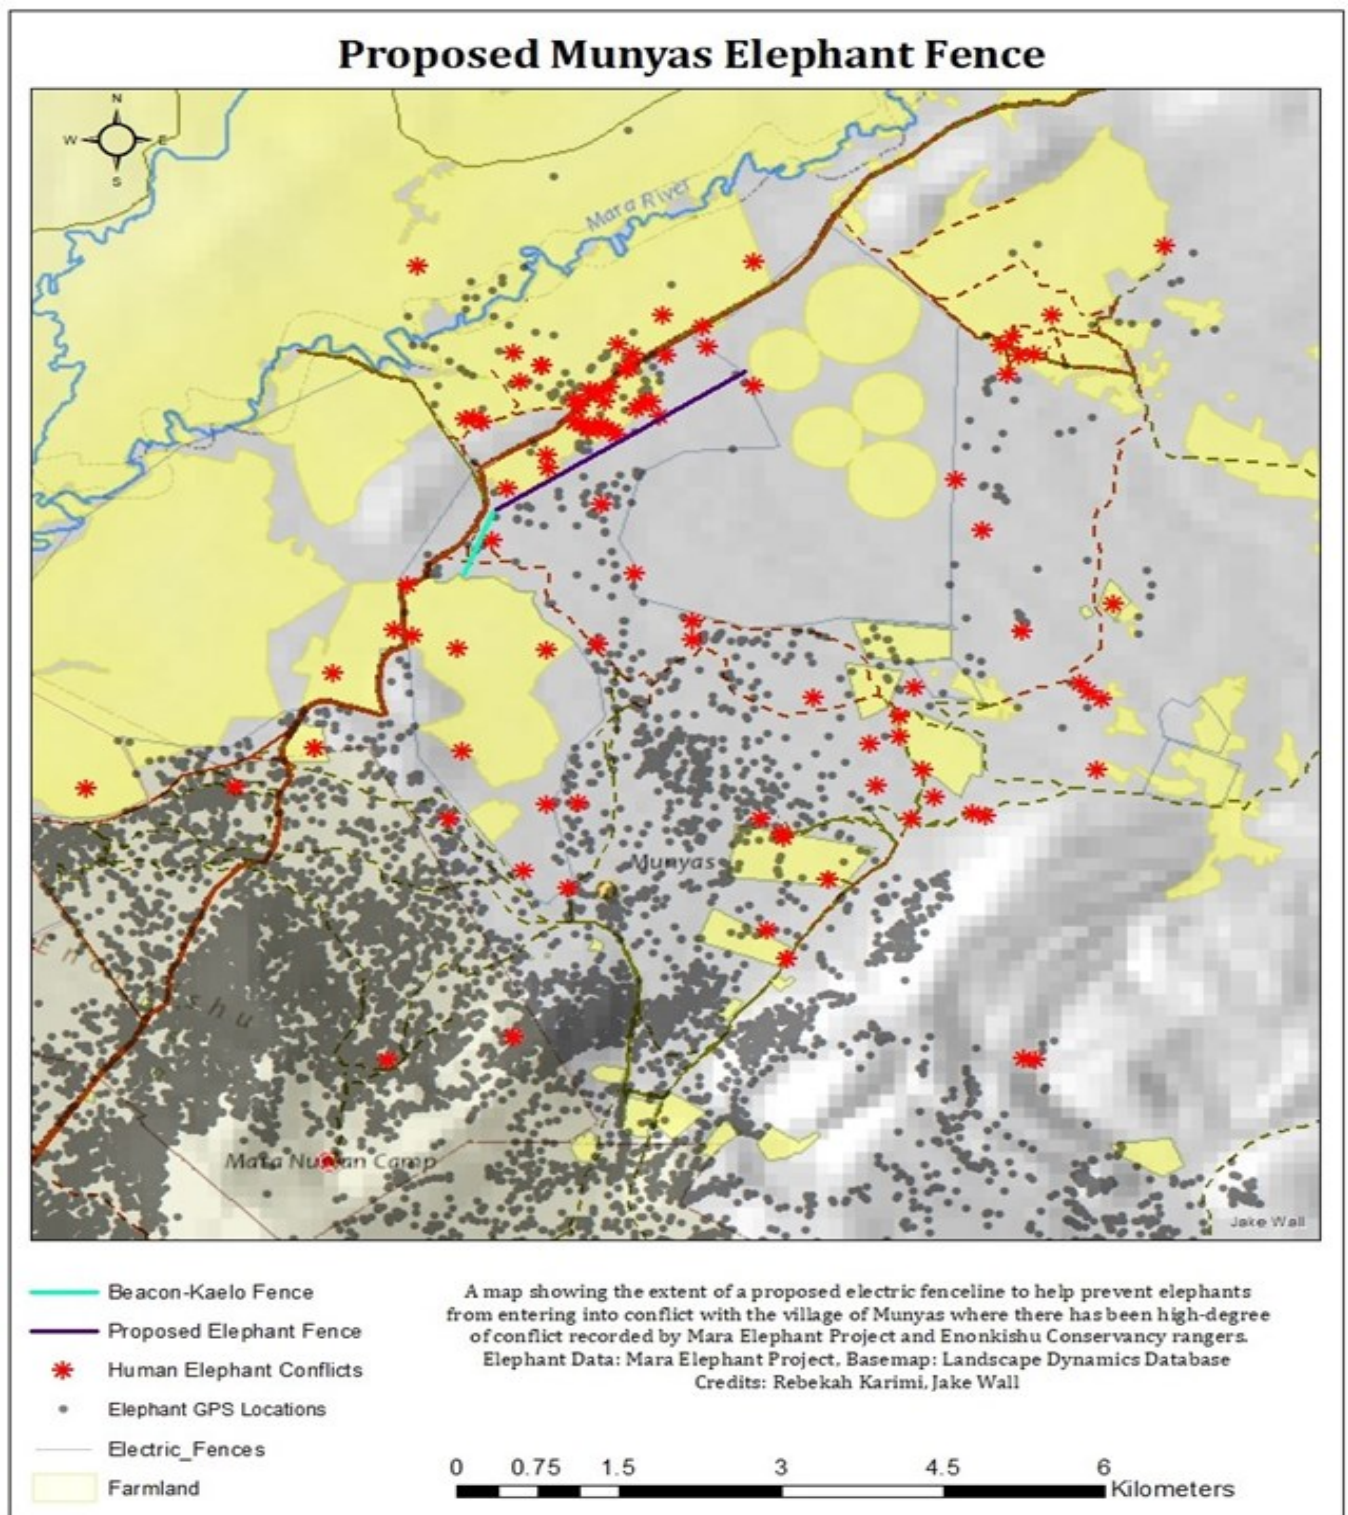 Proposed Munyas Elephant Fence
N
W
E
S
Mara River
Munyas
shu
Camp
Jake Wall
Beacon-Kaelo Fence
Proposed Elephant Fence
Human Elephant Conflicts
Elephant GPS Locations
Electric_Fences
Farmland
A map showing the extent of a proposed electric fenceline to help prevent elephants
from entering into conflict with the village of Munyas where there has been high-degree
of conflict recorded by Mara Elephant Project and Enonkishu Conservancy rangers.
Elephant Data: Mara Elephant Project, Basemap: Landscape Dynamics Database
Credits: Rebekah Karimi, Jake Wall
0 0.75 1.5 3 4.5 6
Kilometers